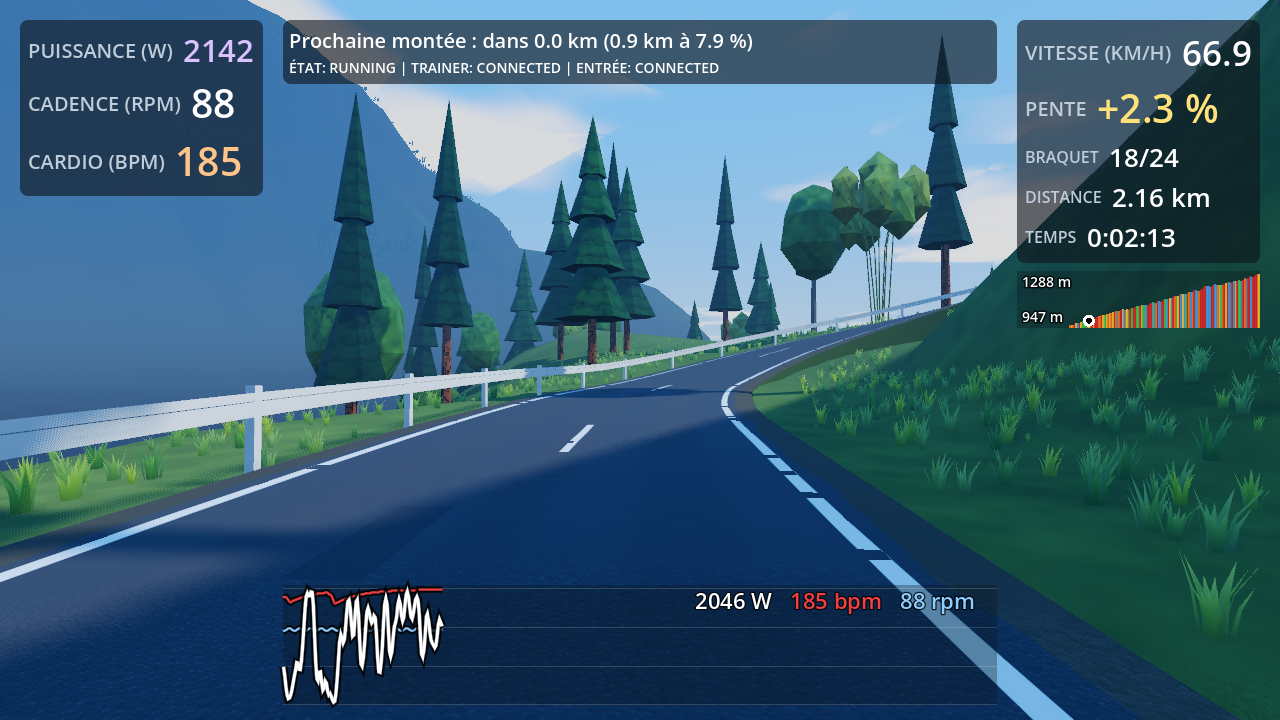 PUISSANCE (W) 2142
CADENCE (RPM) 88
CARDIO (BPM) 185
Prochaine montée : dans 0.0 km (0.9 km à 7.9 %)
ÉTAT: RUNNING | TRAINER: CONNECTED | ENTRÉE: CONNECTED
VITESSE (KM/H) 66.9
PENTE +2.3 %
BRAQUET 18/24
DISTANCE 2.16 km
TEMPS 0:02:13
1288 m
947 m
2046 W 185 bpm 88 rpm